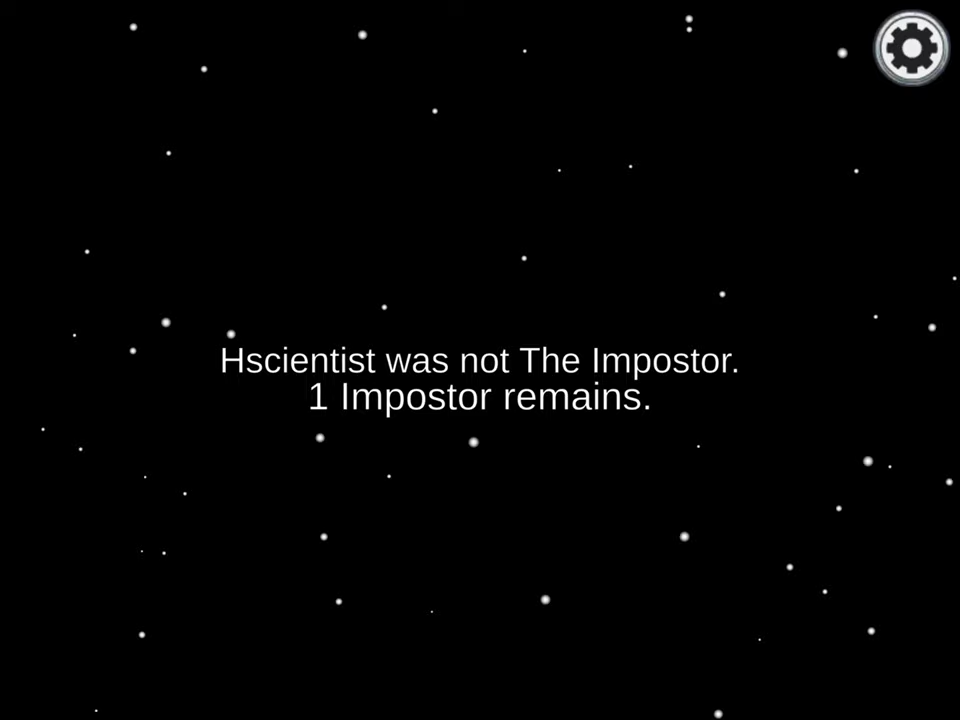 Hscientist was not The Impostor.
1 Impostor remains.